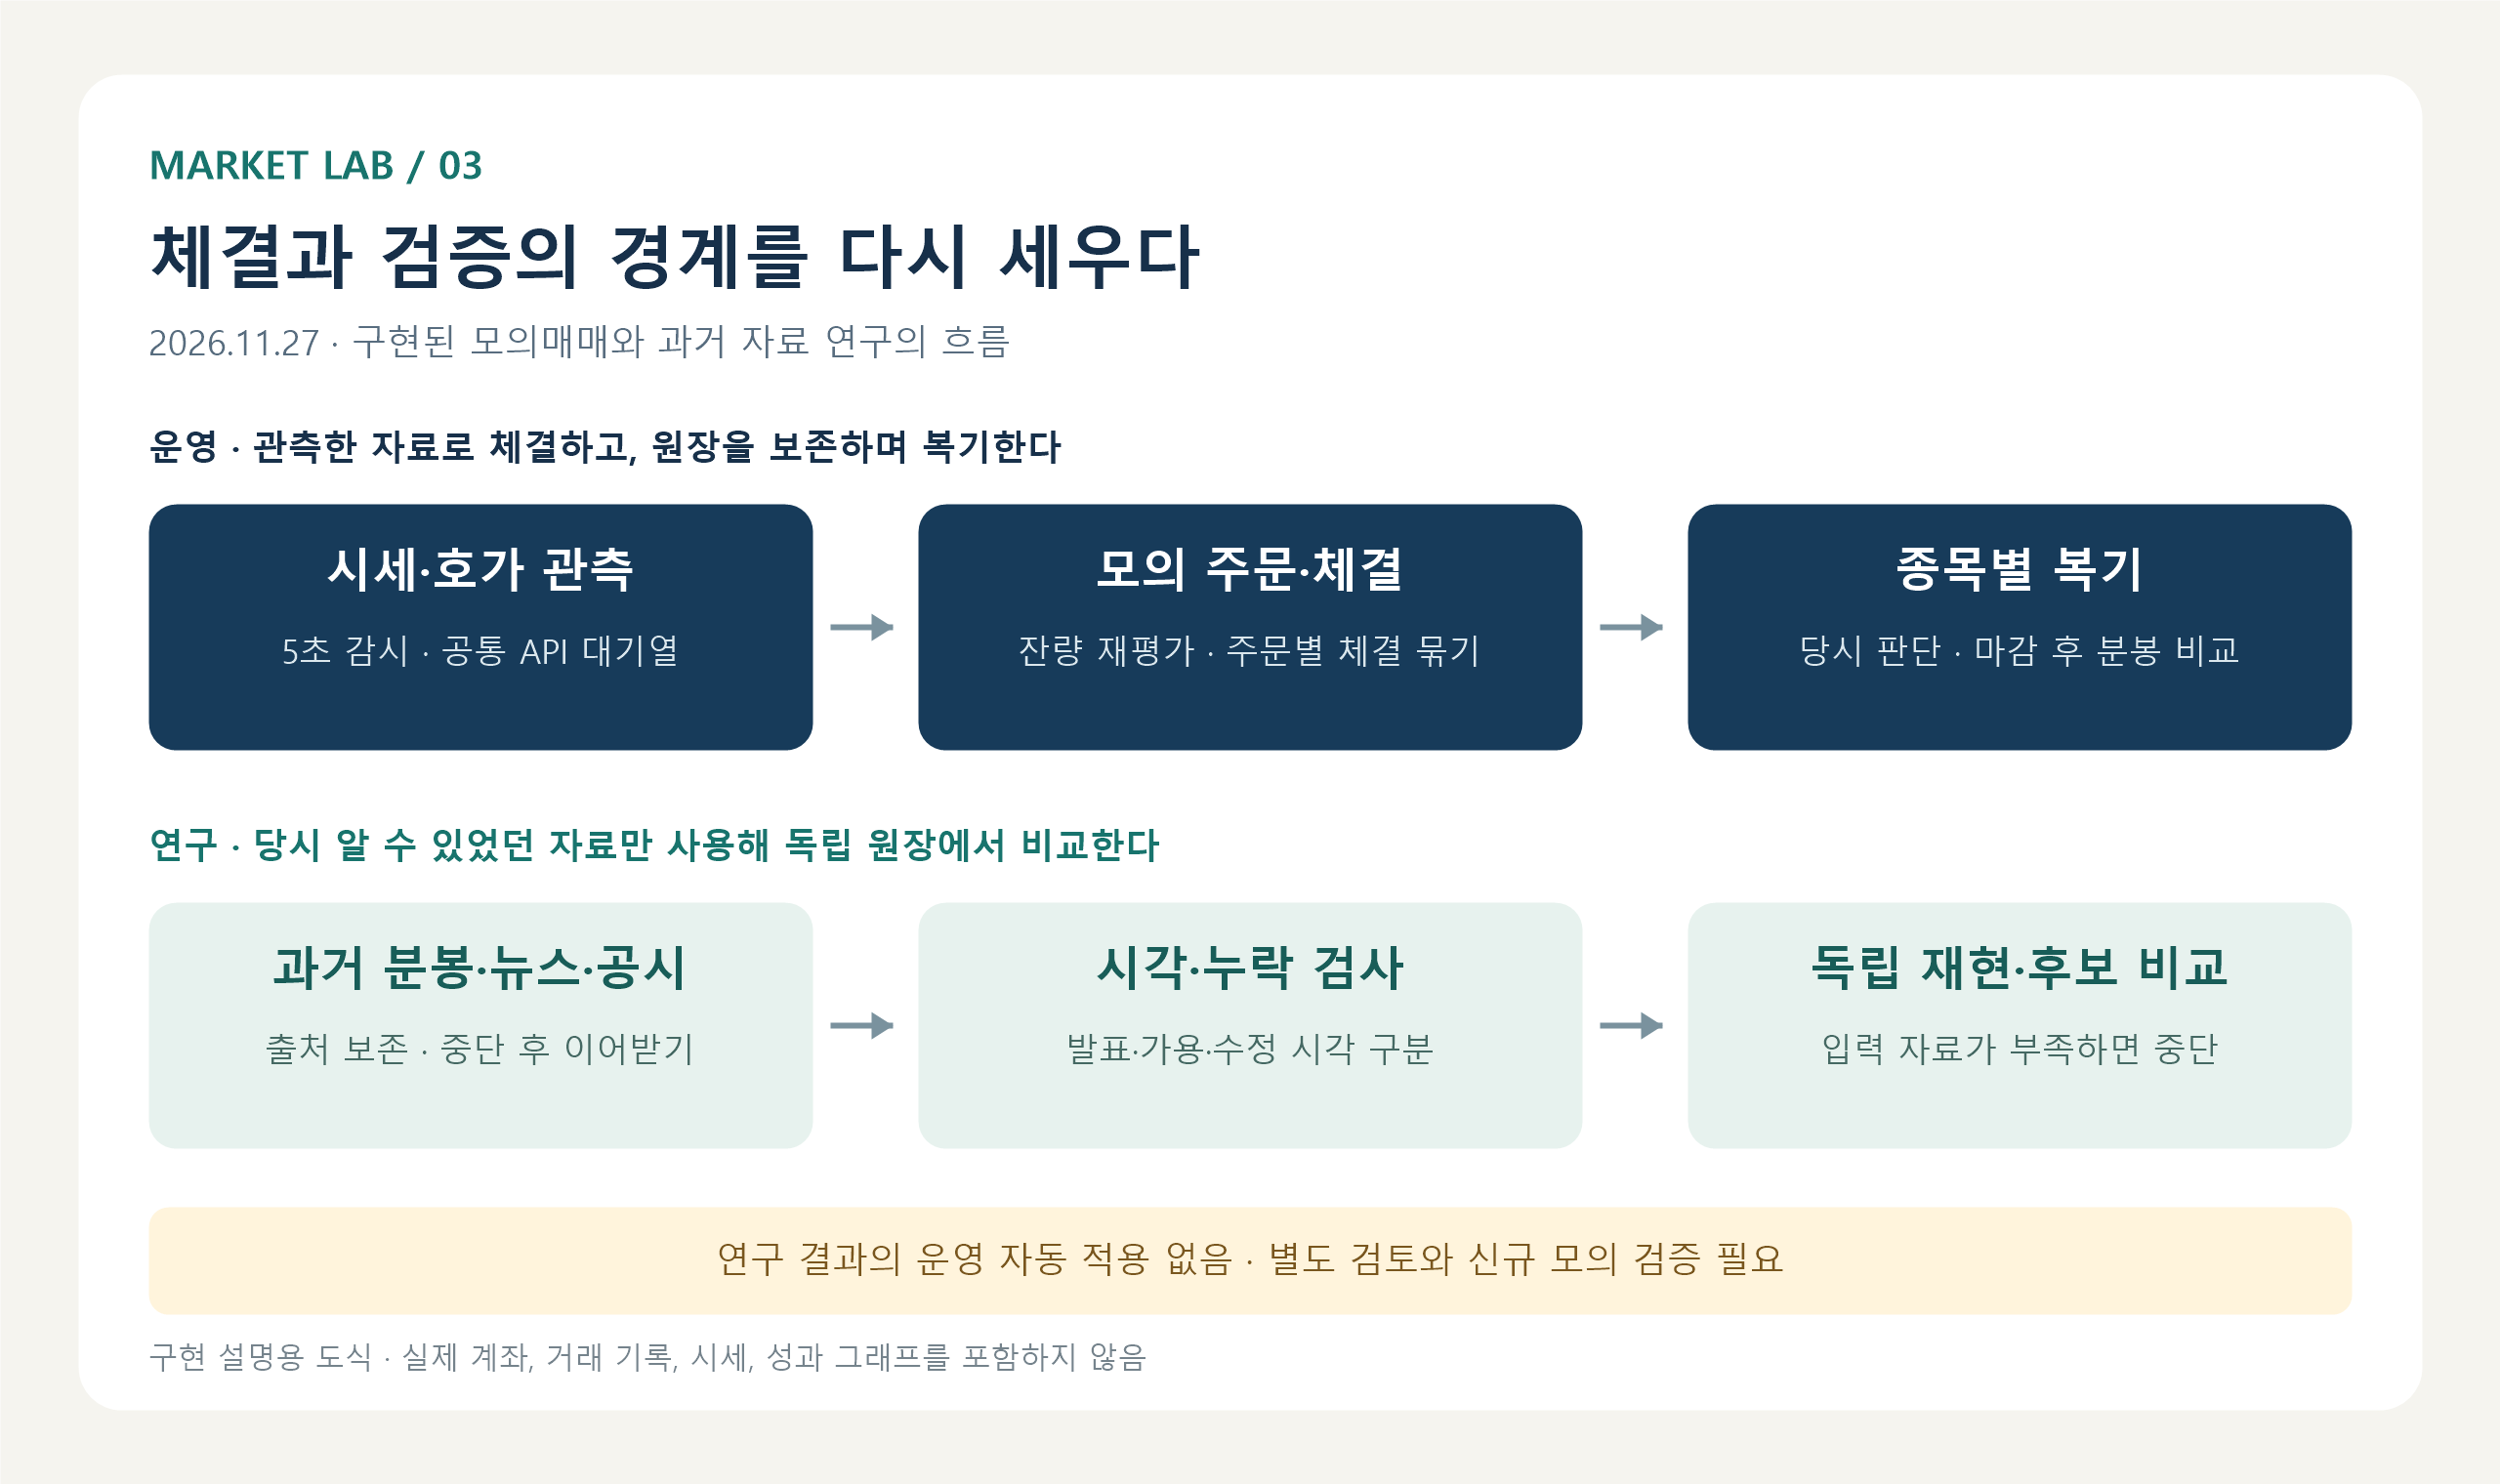 MARKET LAB / 03
체결과 검증의 경계를 다시 세우다
2026.11.27 · 구현된 모의매매와 과거 자료 연구의 흐름
운영 · 관측한 자료로 체결하고, 원장을 보존하며 복기한다
시세·호가 관측
5초 감시 · 공통 API 대기열
모의 주문·체결
잔량 재평가 · 주문별 체결 묶기
종목별 복기
당시 판단 · 마감 후 분봉 비교
연구 · 당시 알 수 있었던 자료만 사용해 독립 원장에서 비교한다
과거 분봉·뉴스·공시
출처 보존 · 중단 후 이어받기
시각·누락 검사
발표·가용·수정 시각 구분
독립 재현·후보 비교
입력 자료가 부족하면 중단
연구 결과의 운영 자동 적용 없음 · 별도 검토와 신규 모의 검증 필요
구현 설명용 도식 · 실제 계좌, 거래 기록, 시세, 성과 그래프를 포함하지 않음